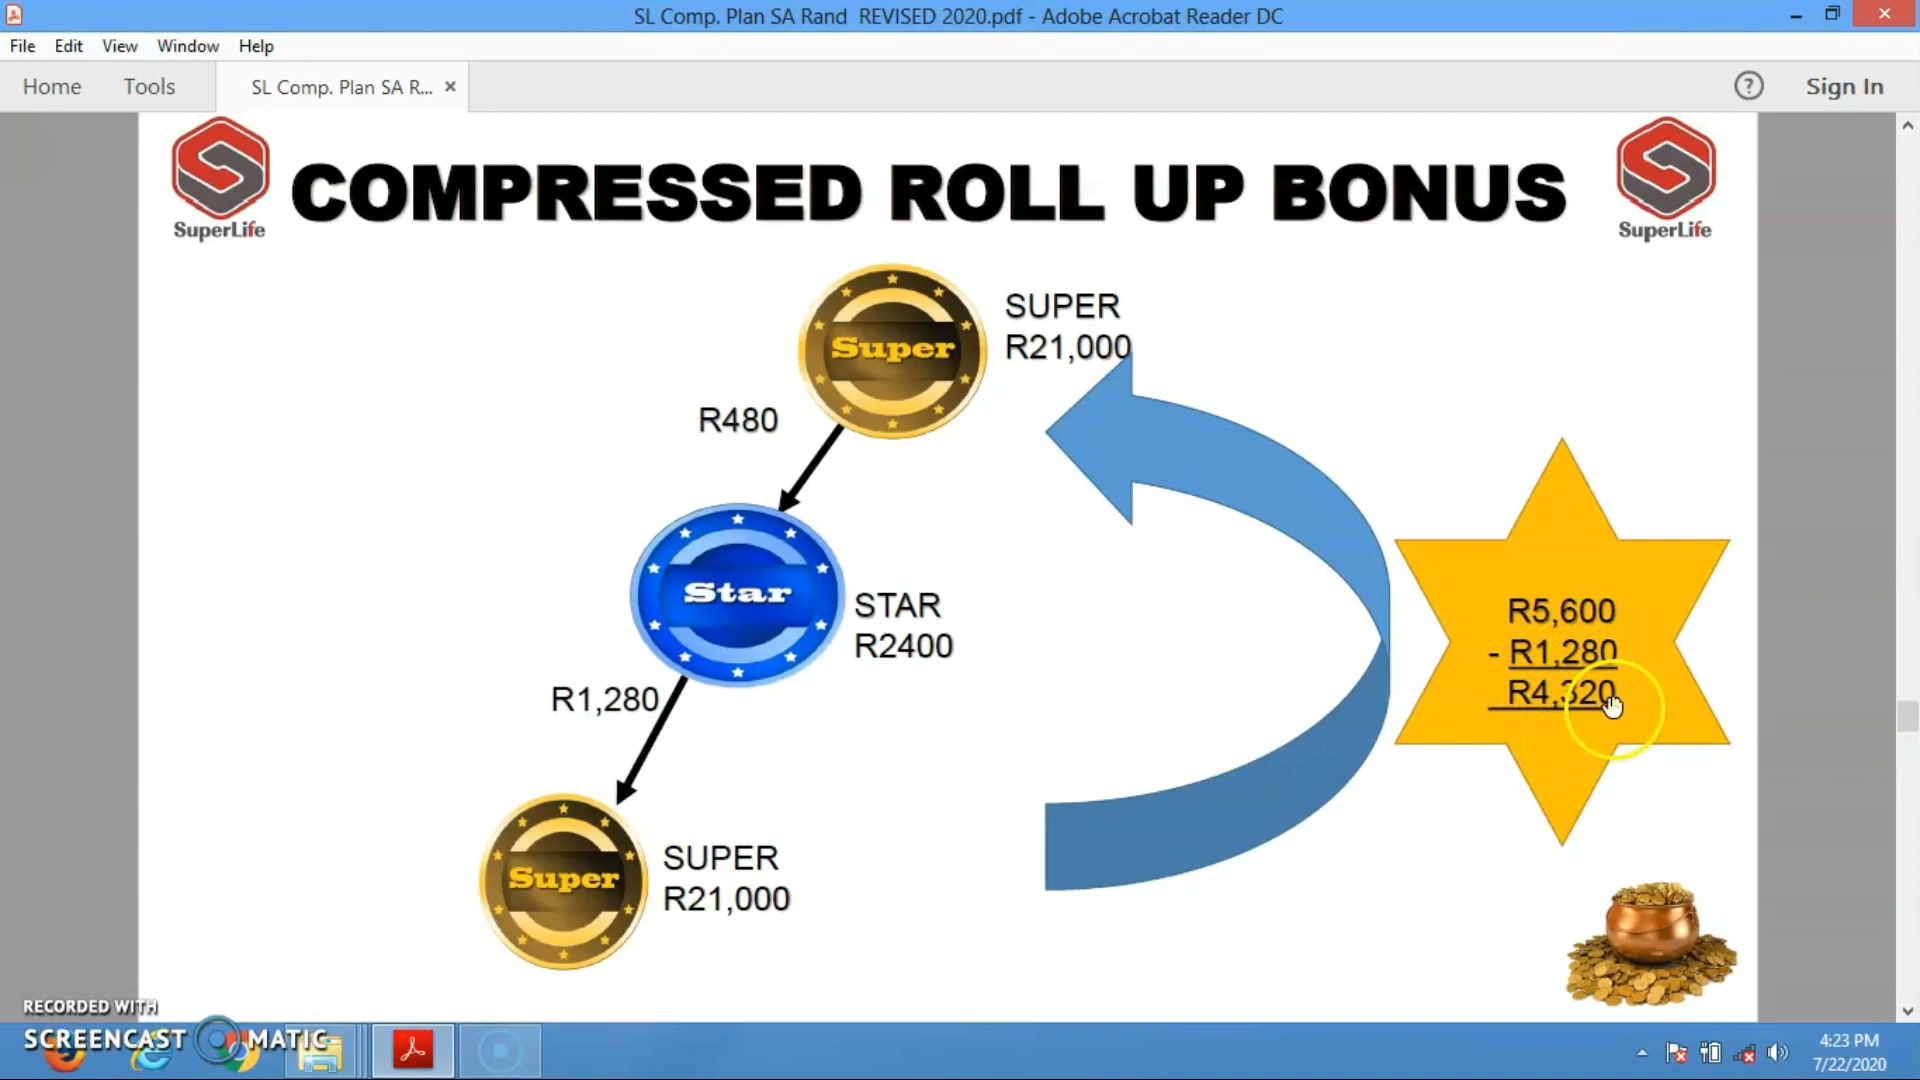 SL Comp. Plan SA Rand  REVISED 2020.pdf - Adobe Acrobat Reader DC
File Edit View Window Help
Home Tools SL Comp. Plan SA R... × ? Sign In
SuperLife
COMPRESSED ROLL UP BONUS
SuperLife
Super
SUPER
R21,000
R480
Star
STAR
R2400
R1,280
Super
SUPER
R21,000
R5,600
- R1,280
R4,320
RECORDED WITH
SCREENCAST MATIC
4:23 PM
7/22/2020